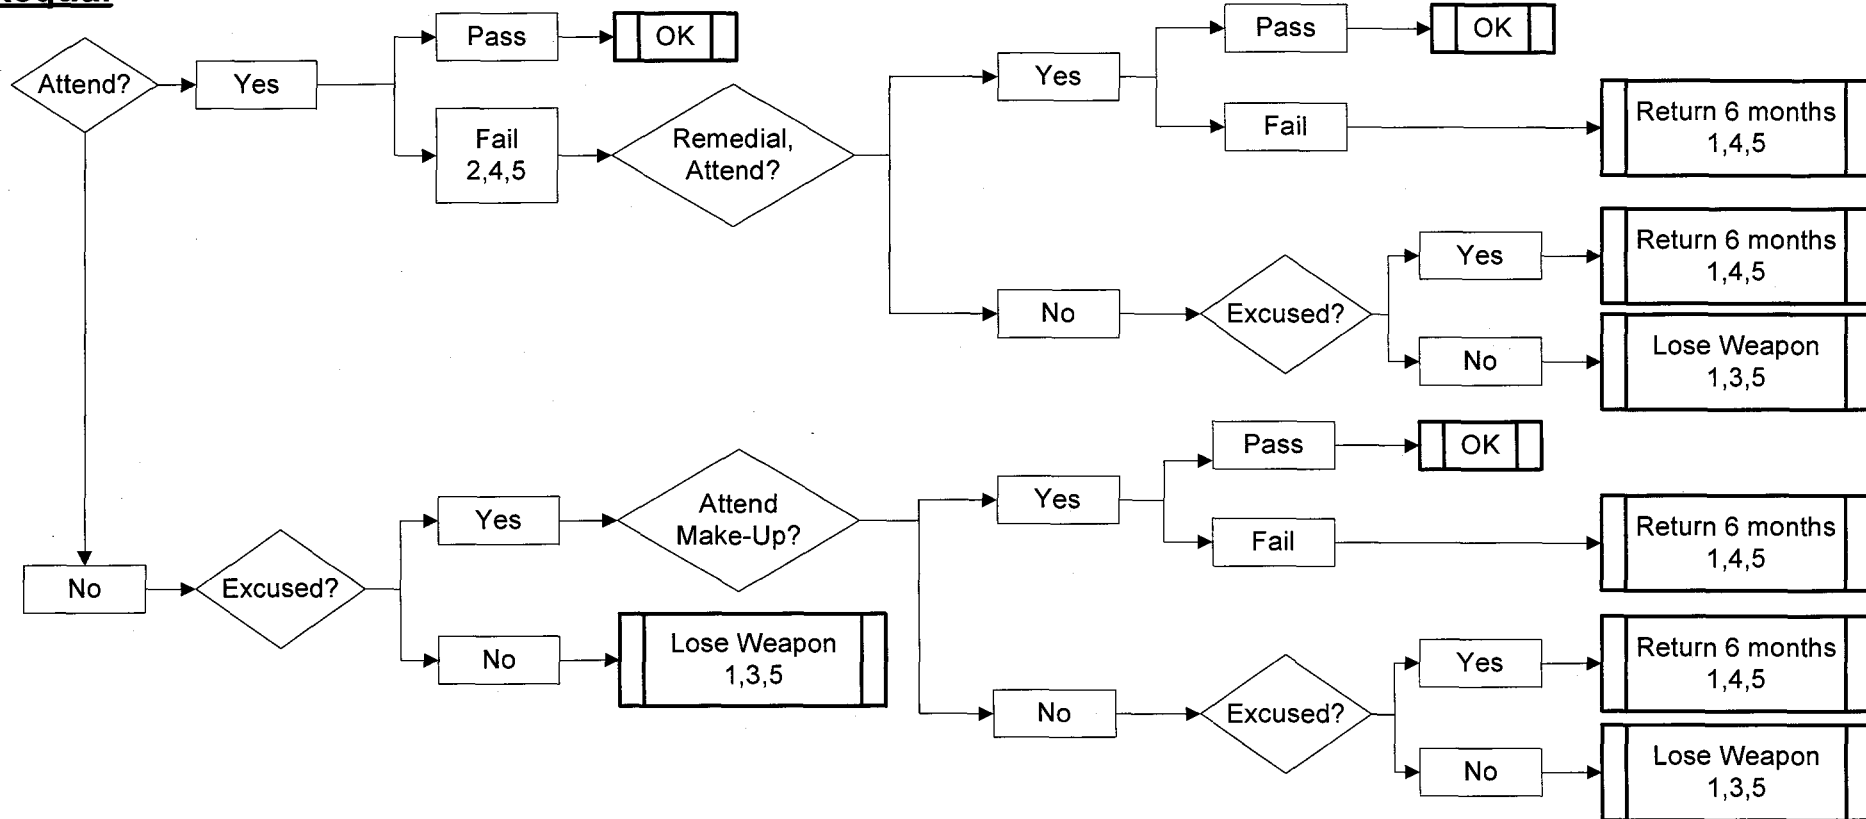 Attend?
Yes
Pass
OK
Fail
2,4,5
Remedial,
Attend?
Yes
Pass
OK
Fail
Return 6 months
1,4,5
No
Excused?
Yes
Return 6 months
1,4,5
No
Lose Weapon
1,3,5
No
Excused?
Yes
Attend
Make-Up?
Yes
Pass
OK
Fail
Return 6 months
1,4,5
No
Lose Weapon
1,3,5
No
Excused?
Yes
Return 6 months
1,4,5
No
Lose Weapon
1,3,5